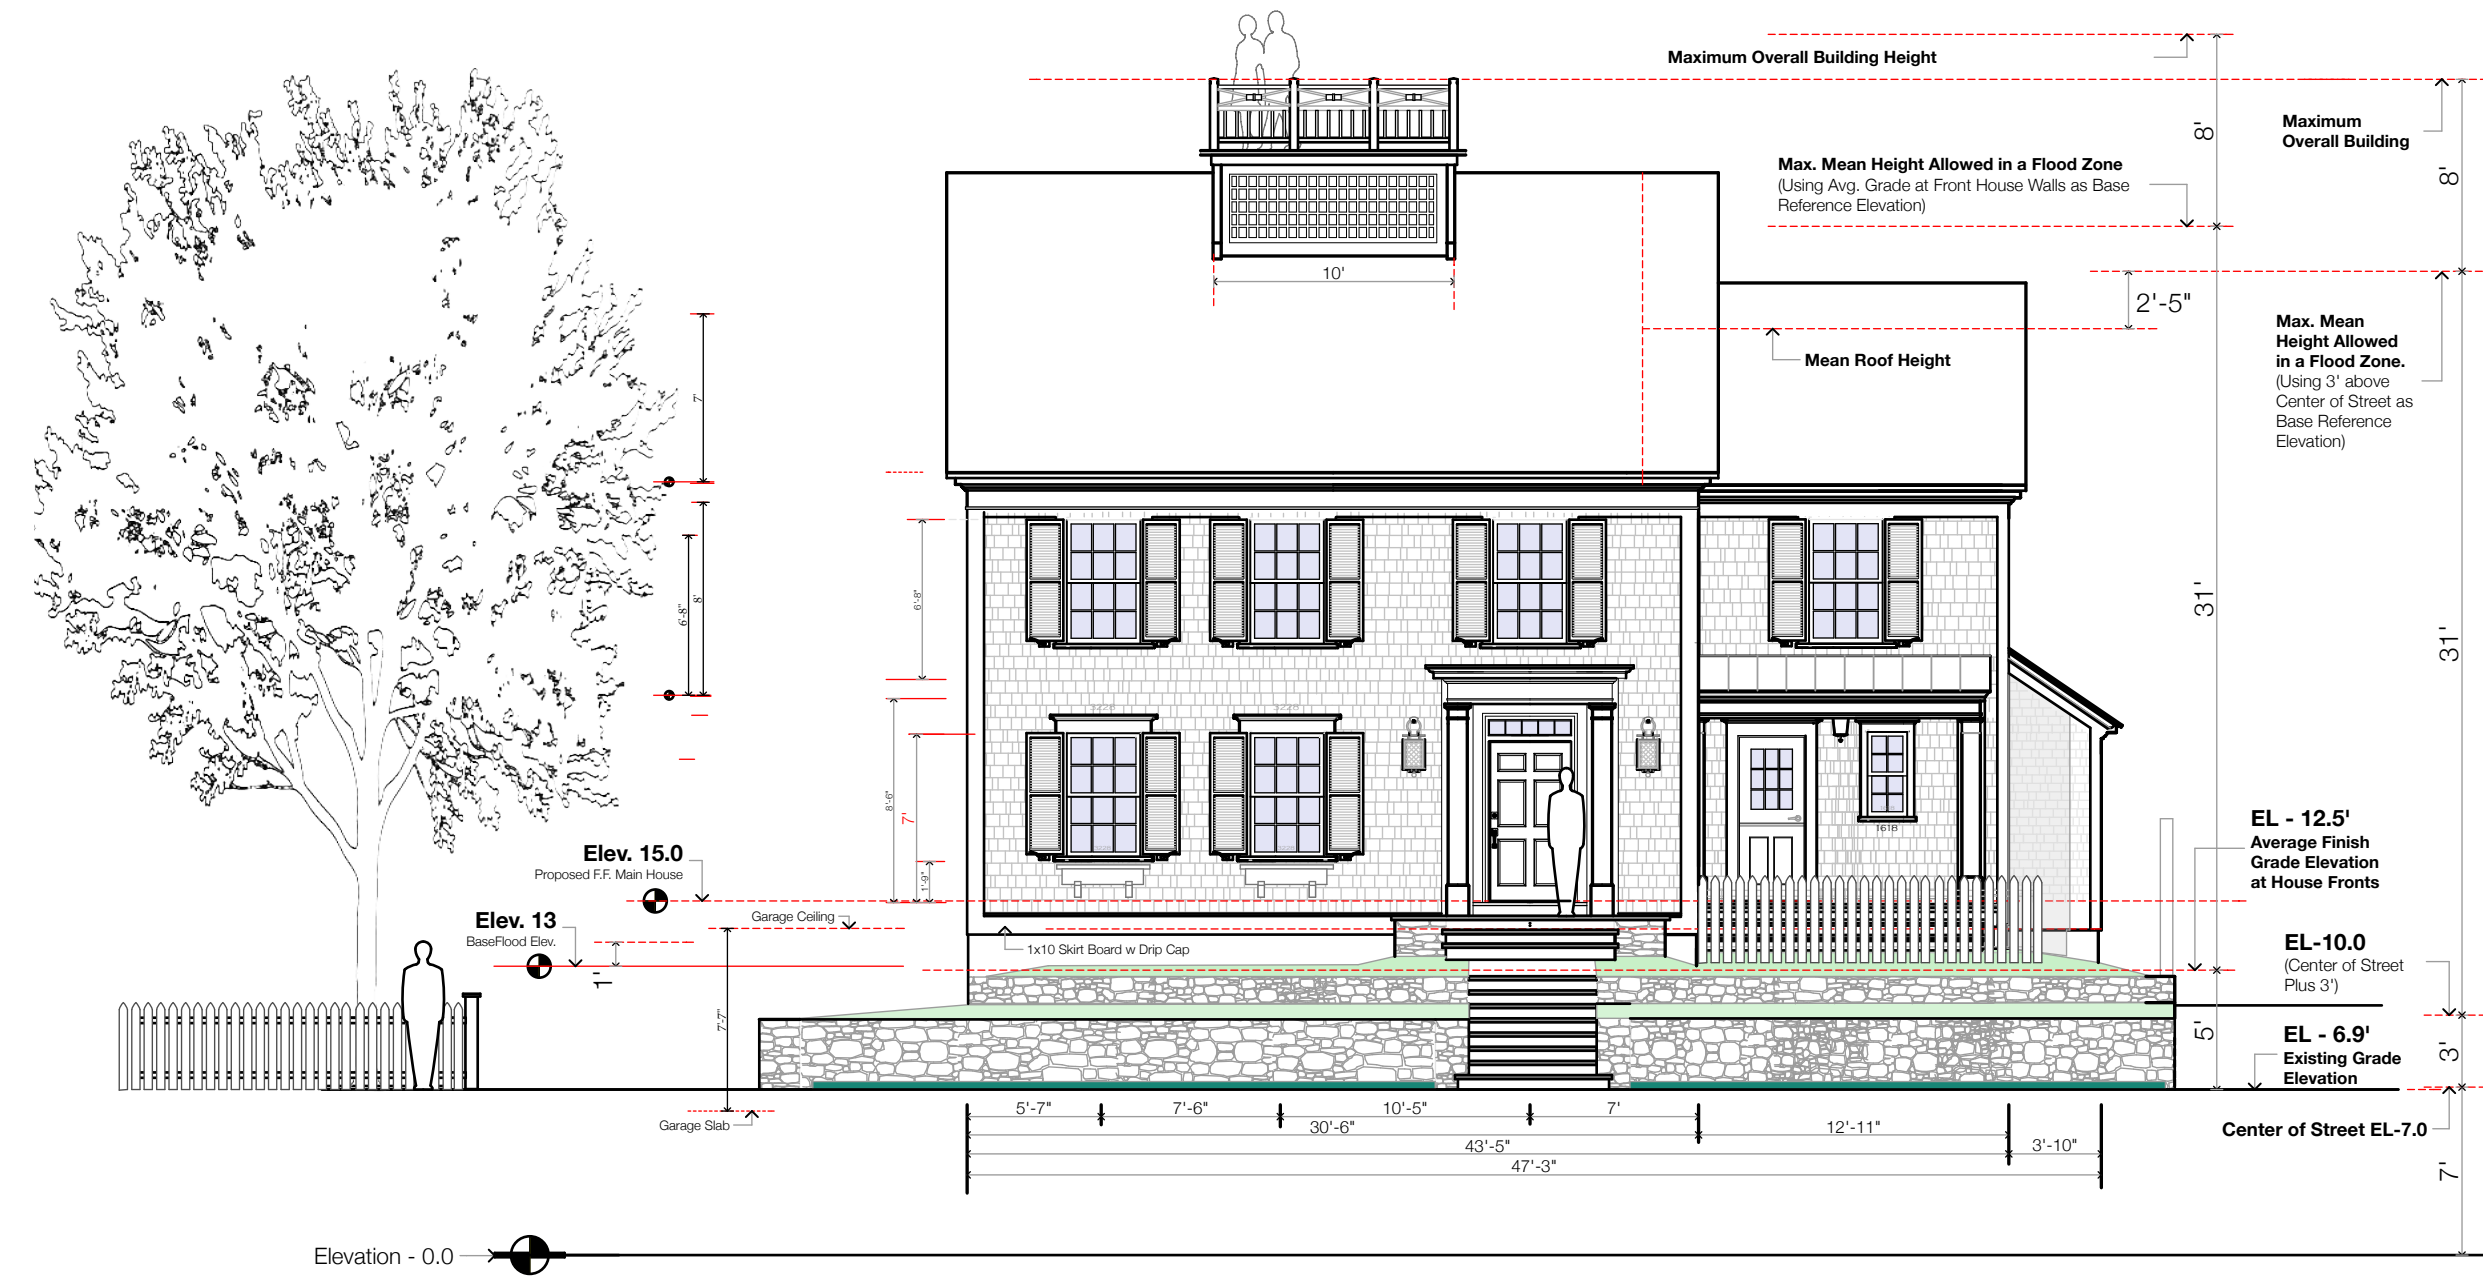 Maximum Overall Building Height
8'
Maximum
Overall Building
8'
Max. Mean Height Allowed in a Flood Zone
(Using Avg. Grade at Front House Walls as Base
Reference Elevation)
10'
2'-5"
Mean Roof Height
Max. Mean
Height Allowed
in a Flood Zone.
(Using 3' above
Center of Street as
Base Reference
Elevation)
7'
6'-8"
8'
6'-8"
31'
31'
3228
3228
8'-6"
7'
1'-9"
3228
3228
1618
1618
EL - 12.5'
Average Finish
Grade Elevation
at House Fronts
Elev. 15.0
Proposed F.F. Main House
Elev. 13
BaseFlood Elev.
Garage Ceiling
1x10 Skirt Board w Drip Cap
1'
7'-7"
EL-10.0
(Center of Street
Plus 3')
5'
EL - 6.9'
Existing Grade
Elevation
3'
Garage Slab
5'-7"
7'-6"
10'-5"
7'
30'-6"
12'-11"
43'-5"
3'-10"
47'-3"
Center of Street EL-7.0
7'
Elevation - 0.0